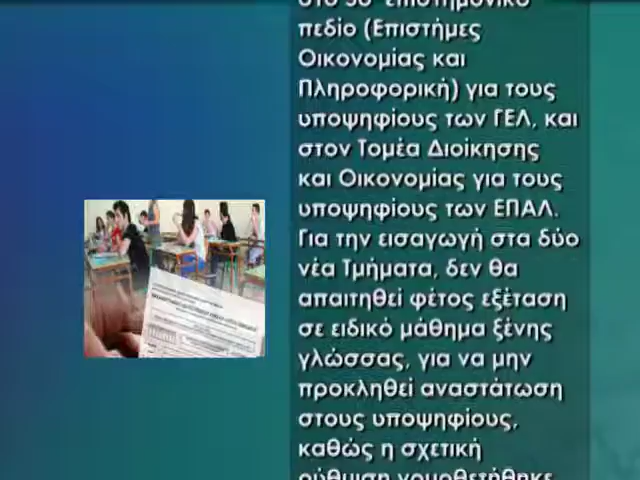 πεδίο (Επιστήμες
Οικονομίας και
Πληροφορική) για τους
υποψηφίους των ΓΕΛ, και
στον Τομέα Διοίκησης
και Οικονομίας για τους
υποψηφίους των ΕΠΑΛ.
Για την εισαγωγή στα δύο
νέα Τμήματα, δεν θα
απαιτηθεί φέτος εξέταση
σε ειδικό μάθημα ξένης
γλώσσας, για να μην
προκληθεί αναστάτωση
στους υποψηφίους,
καθώς η σχετική
ρύθμιση νομοθετήθηκε